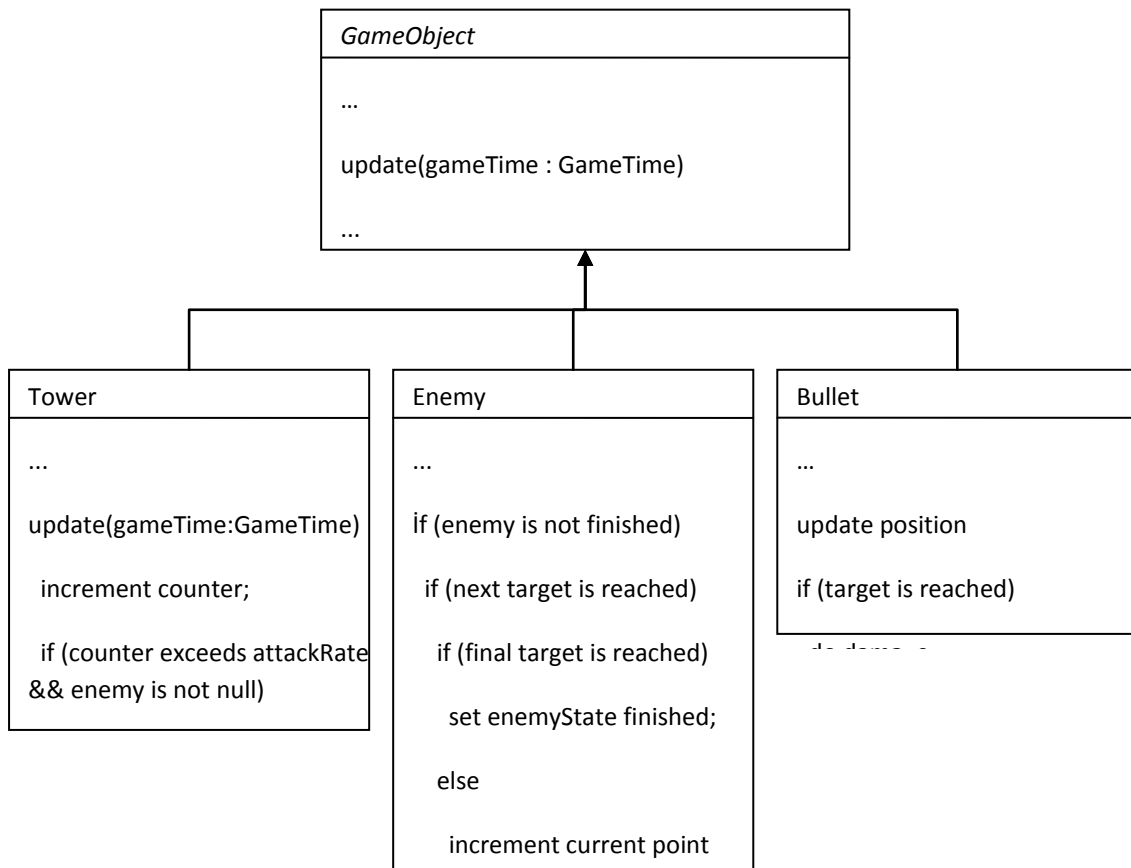 GameObject
...
update(gameTime : GameTime)
...
Tower
...
update(gameTime:GameTime)
increment counter;
if (counter exceeds attackRate
&& enemy is not null)
Enemy
...
İf (enemy is not finished)
if (next target is reached)
if (final target is reached)
set enemyState finished;
else
increment current point
Bullet
...
update position
if (target is reached)